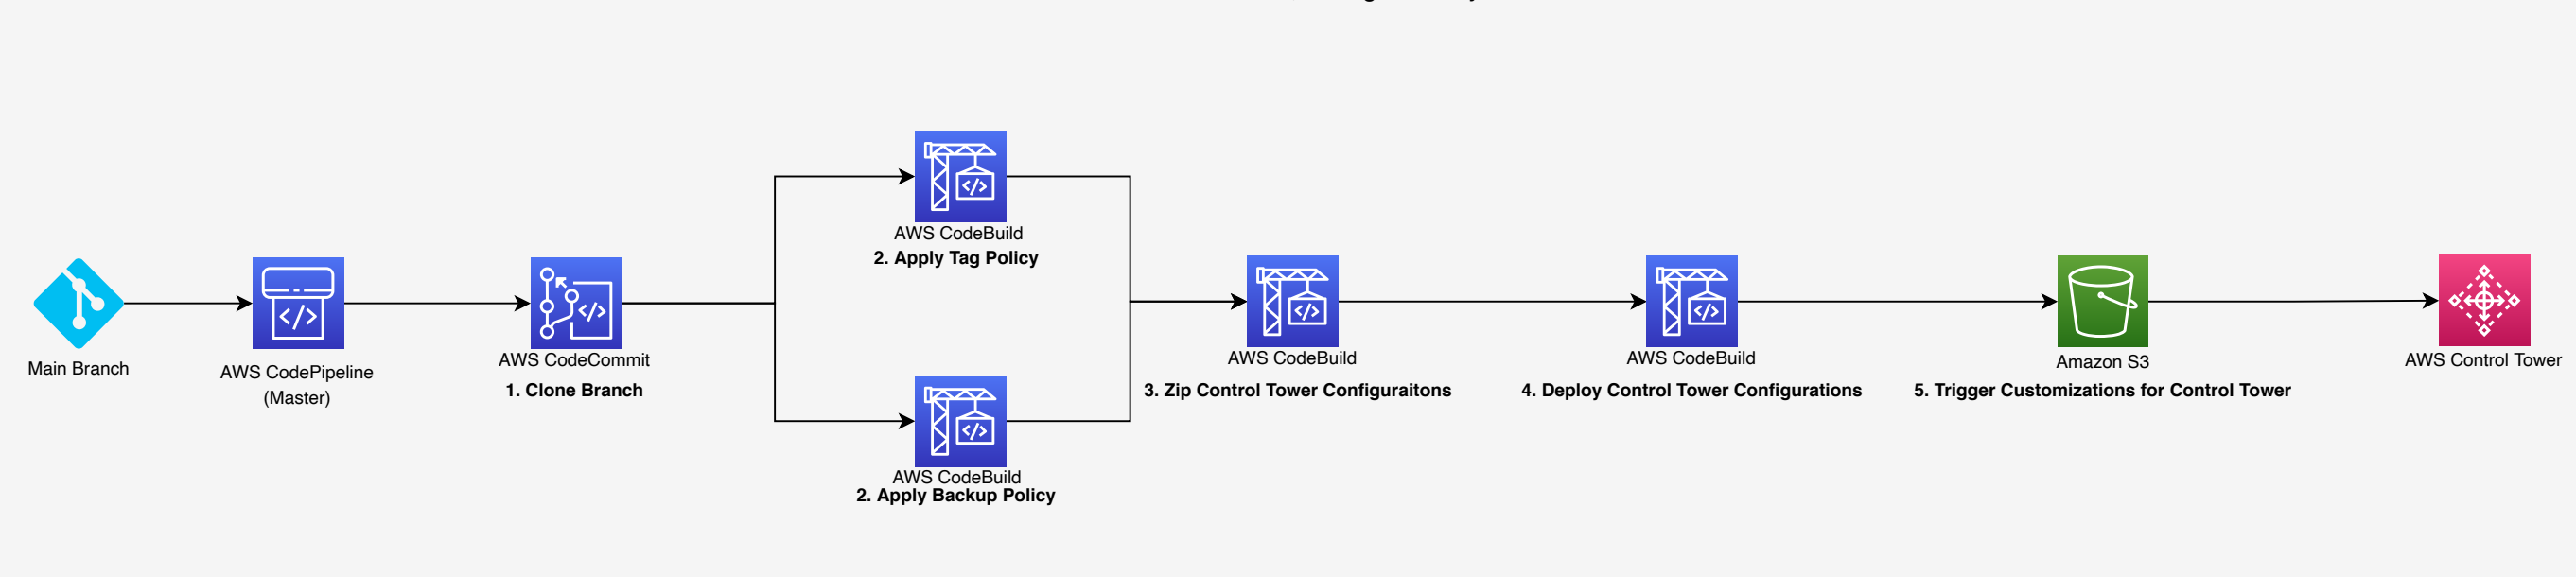 Main Branch
AWS CodePipeline
(Master)
AWS CodeCommit
1. Clone Branch
AWS CodeBuild
2. Apply Tag Policy
AWS CodeBuild
2. Apply Backup Policy
AWS CodeBuild
3. Zip Control Tower Configuraitons
AWS CodeBuild
4. Deploy Control Tower Configurations
Amazon S3
5. Trigger Customizations for Control Tower
AWS Control Tower